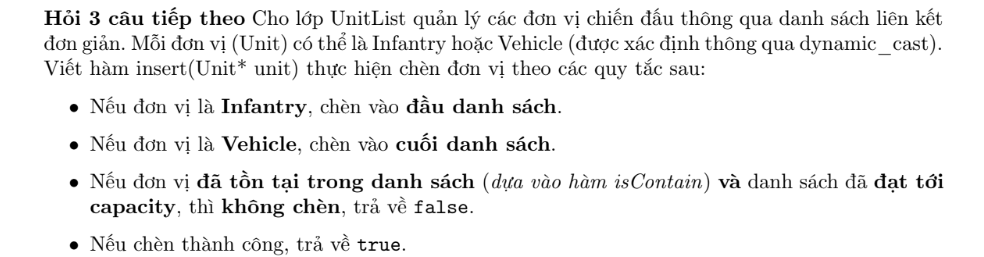 Hỏi 3 câu tiếp theo Cho lớp UnitList quản lý các đơn vị chiến đấu thông qua danh sách liên kết
đơn giản. Mỗi đơn vị (Unit) có thể là Infantry hoặc Vehicle (được xác định thông qua dynamic_cast).
Viết hàm insert(Unit* unit) thực hiện chèn đơn vị theo các quy tắc sau:
• Nếu đơn vị là Infantry, chèn vào đầu danh sách.
• Nếu đơn vị là Vehicle, chèn vào cuối danh sách.
• Nếu đơn vị đã tồn tại trong danh sách (dựa vào hàm isContain) và danh sách đã đạt tới
capacity, thì không chèn, trả về false.
• Nếu chèn thành công, trả về true.